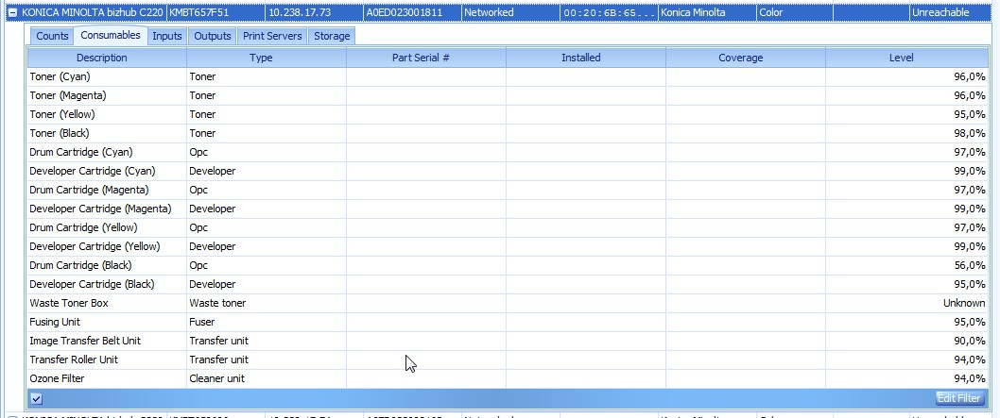 KONICA MINOLTA bizhub C220 KMBT657F51 10.238.17.73 A0ED023001811 Networked 00:20:6B:65... Konica Minolta Color Unreachable
Counts Consumables Inputs Outputs Print Servers Storage
Description Type Part Serial # Installed Coverage Level
Toner (Cyan) Toner 96,0%
Toner (Magenta) Toner 96,0%
Toner (Yellow) Toner 95,0%
Toner (Black) Toner 98,0%
Drum Cartridge (Cyan) Opc 97,0%
Developer Cartridge (Cyan) Developer 99,0%
Drum Cartridge (Magenta) Opc 97,0%
Developer Cartridge (Magenta) Developer 99,0%
Drum Cartridge (Yellow) Opc 97,0%
Developer Cartridge (Yellow) Developer 99,0%
Drum Cartridge (Black) Opc 56,0%
Developer Cartridge (Black) Developer 95,0%
Waste Toner Box Waste toner Unknown
Fusing Unit Fuser 95,0%
Image Transfer Belt Unit Transfer unit 90,0%
Transfer Roller Unit Transfer unit 94,0%
Ozone Filter Cleaner unit 94,0%
Edit Filter